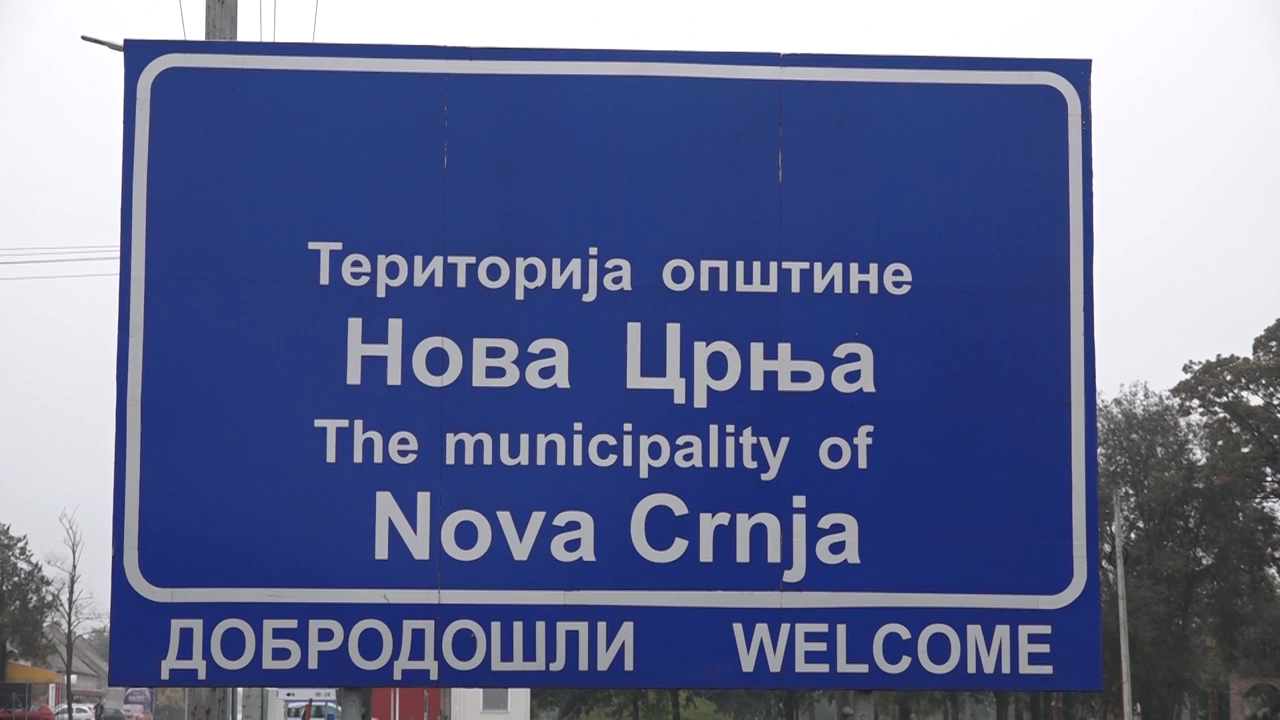 Територија општине
Нова Црња
The municipality of
Nova Crnja
ДОБРОДОШЛИ WELCOME